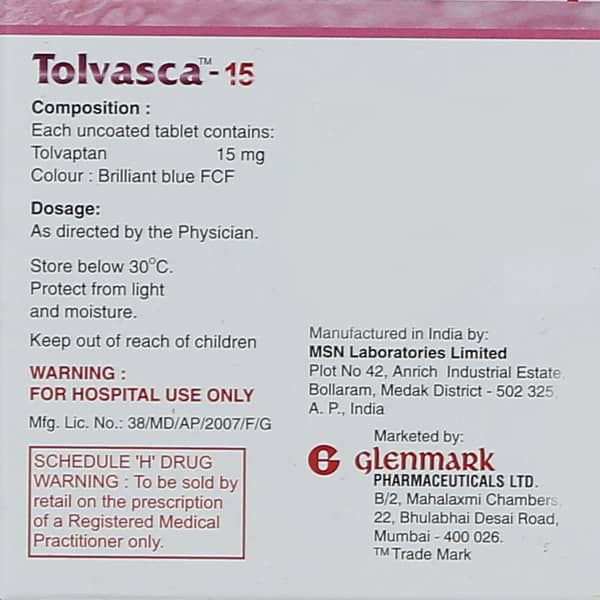 Tolvasca™- 15
Composition :
Each uncoated tablet contains:
Tolvaptan 15 mg
Colour : Brilliant blue FCF
Dosage:
As directed by the Physician.
Store below 30°C.
Protect from light
and moisture.
Keep out of reach of children
WARNING :
FOR HOSPITAL USE ONLY
Mfg. Lic. No.: 38/MD/AP/2007/F/G
SCHEDULE 'H' DRUG
WARNING : To be sold by
retail on the prescription
of a Registered Medical
Practitioner only.
Manufactured in India by:
MSN Laboratories Limited
Plot No 42, Anrich Industrial Estate,
Bollaram, Medak District - 502 325,
A. P., India
Marketed by:
G glenmark
PHARMACEUTICALS LTD.
B/2, Mahalaxmi Chambers,
22, Bhulabhai Desai Road,
Mumbai - 400 026.
™ Trade Mark